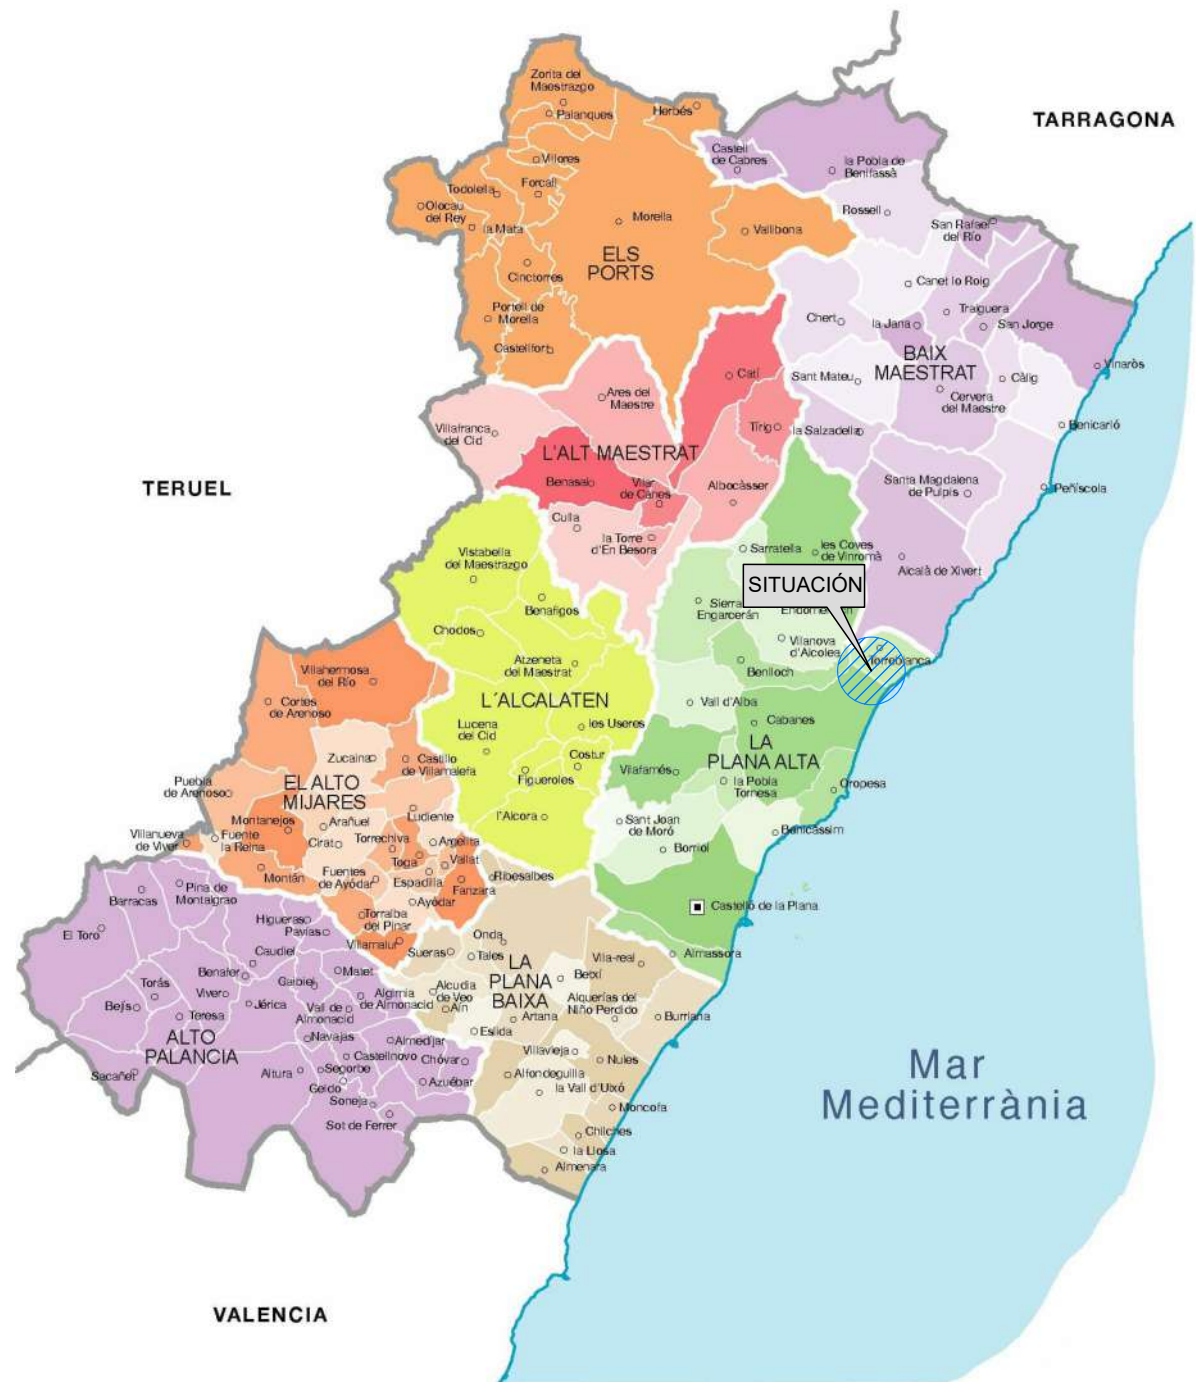 Zorita del
Maestrazgo
Palanques
Herbés
TARRAGONA
Castell
de Cabres
la Pobla de
Benifassà
Villores
Todolella
Forcall
Olocau
del Rey
la Mata
Morella
Vallibona
Rossell
San Rafael
del Río
ELS
PORTS
Cinctorres
Canet lo Roig
Portell de
Morella
Chert
la Jana
Traiguera
San Jorge
Castellfort
BAIX
MAESTRAT
Vinaròs
Catí
Sant Mateu
Càlig
Cervera
del Maestre
Ares del
Maestre
Tírig
la Salzadella
Benicarló
Villafranca
del Cid
L'ALT MAESTRAT
TERUEL
Benasal
Vilar
de Canes
Albocàsser
Santa Magdalena
de Pulpis
Peñíscola
Culla
la Torre
d'En Besora
Sarratella
les Coves
de Vinromà
Alcalà de Xivert
Vistabella
del Maestrazgo
SITUACIÓN
Benafigos
Sierra
Engarcerán
Chodos
Vilanova
d'Alcolea
Torreblanca
Atzeneta
del Maestrat
Benlloch
Villahermosa
del Río
Cortes
de Arenoso
L´ALCALATEN
Vall d'Alba
Cabanes
Lucena
del Cid
les Useres
LA
PLANA ALTA
Zucaina
Castillo
de Villamalefa
Costur
Figueroles
Vilafamés
la Pobla
Tornesa
Oropesa
Puebla
de Arenoso
EL ALTO
MIJARES
Ludiente
l'Alcora
Sant Joan
de Moró
Benicàssim
Villanueva
de Viver
Fuente
la Reina
Montanejos
Arañuel
Cirat
Torrechiva
Argelita
Borriol
Toga
Vallat
Montán
Fuentes
de Ayódar
Espadilla
Fanzara
Ribesalbes
Barracas
Pina de
Montalgrao
Ayódar
Castelló de la Plana
El Toro
Higueras
Pavías
Torralba
del Pinar
Villamalur
Onda
Sueras
Tales
Almassora
Caudiel
LA
PLANA
BAIXA
Vila-real
Betxí
Benafer
Gaibiel
Matet
Torás
Viver
Alcudia
de Veo
Bejís
Jérica
Algimia
de Almonacid
Aín
Alquerías del
Niño Perdido
Burriana
Teresa
Vall de
Almonacid
Artana
Eslida
ALTO
PALANCIA
Navajas
Almedíjar
Villavieja
Nules
Castellnovo
Chóvar
Sacañet
Altura
Segorbe
Alfondeguilla
Geldo
Azuébar
la Vall d'Uixó
Soneja
Moncofa
Sot de Ferrer
Chilches
la Llosa
Almenara
Mar
Mediterrània
VALENCIA